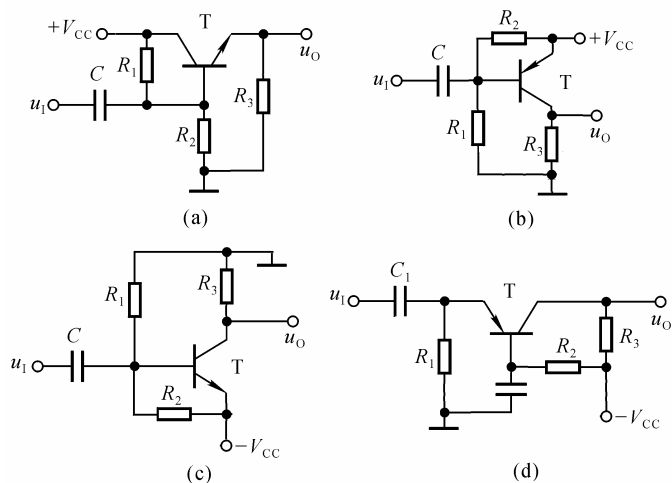 +V_CC T u_O
R_1 R_3
C
u_I
R_2
(a)
R_2
+V_CC
C
u_I T
u_O
R_1 R_3
(b)
R_1 R_3
u_O
C
u_I T
R_2
−V_CC
(c)
C_1 T
u_I u_O
R_1 R_2 R_3
−V_CC
(d)